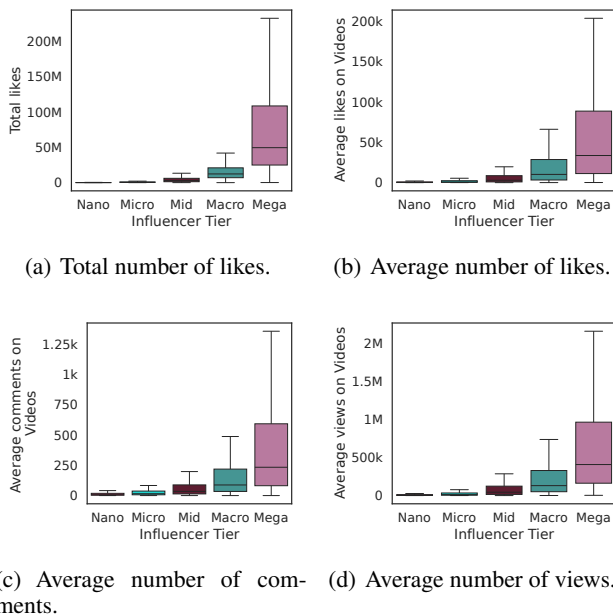 200M
150M
100M
50M
0
Total likes
Nano Micro Mid Macro Mega
Influencer Tier
(a) Total number of likes.
200k
150k
100k
50k
0
Average likes on Videos
Nano Micro Mid Macro Mega
Influencer Tier
(b) Average number of likes.
1.25k
1k
750
500
250
0
Average comments on
Videos
Nano Micro Mid Macro Mega
Influencer Tier
(c) Average number of com-
ments.
2M
1.5M
1M
500k
0
Average views on Videos
Nano Micro Mid Macro Mega
Influencer Tier
(d) Average number of views.